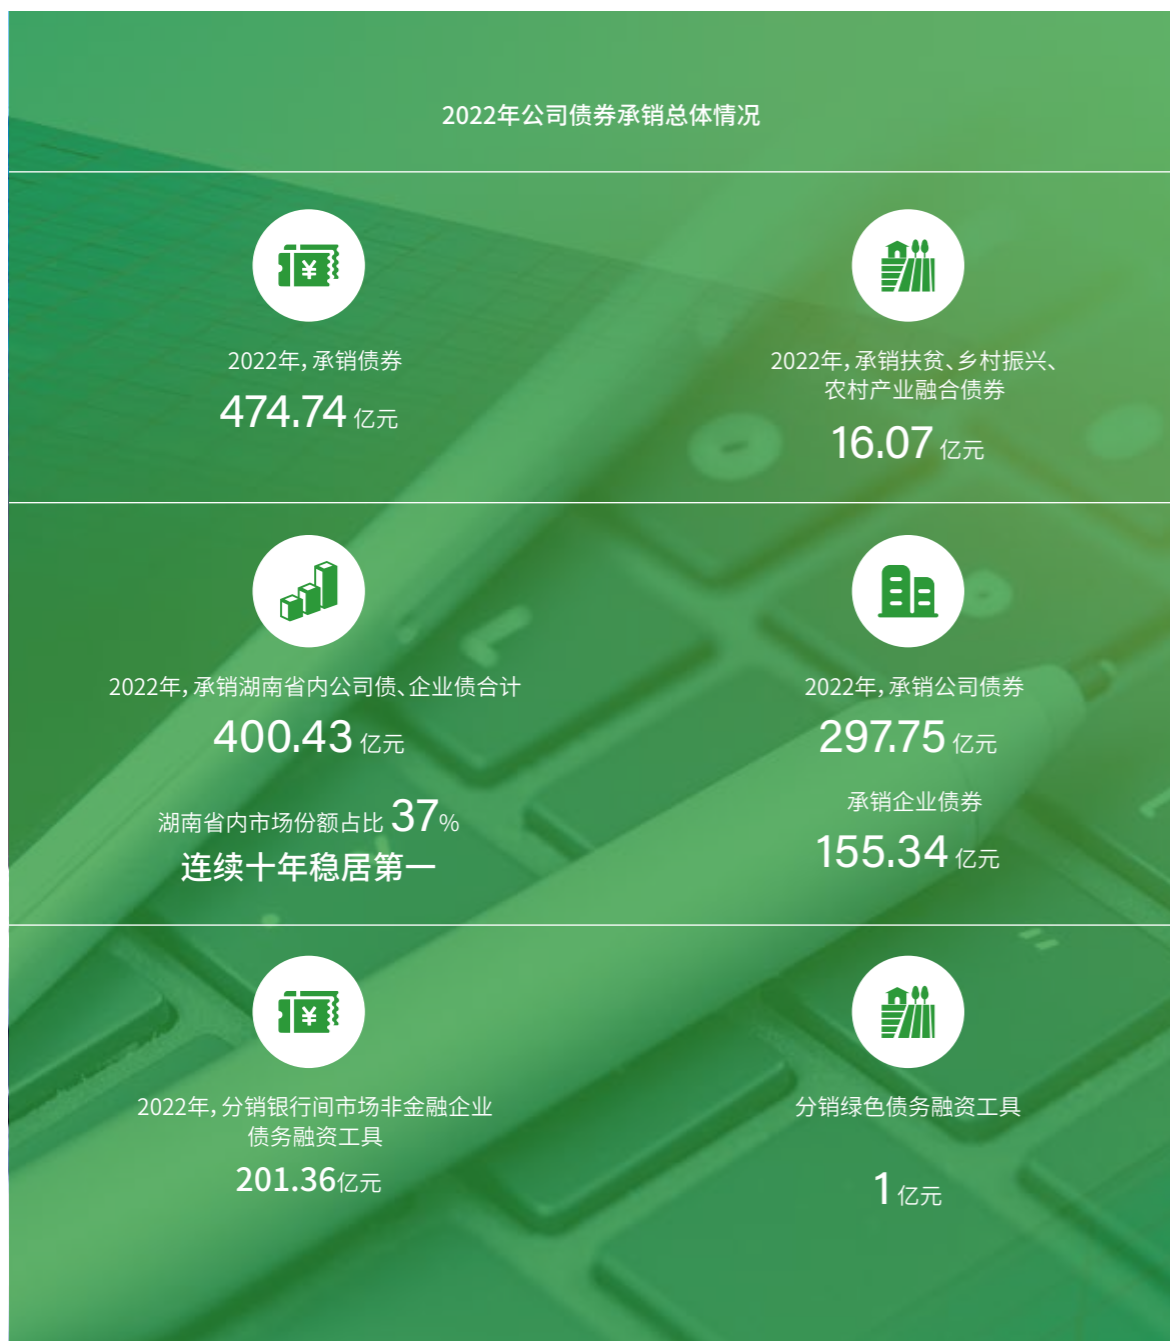 2022年公司债券承销总体情况
2022年，承销债券
474.74 亿元
2022年，承销扶贫、乡村振兴、
农村产业融合债券
16.07 亿元
2022年，承销湖南省内公司债、企业债合计
400.43 亿元
湖南省内市场份额占比 37%
连续十年稳居第一
2022年，承销公司债券
297.75 亿元
承销企业债券
155.34 亿元
2022年，分销银行间市场非金融企业
债务融资工具
201.36亿元
分销绿色债务融资工具
1 亿元